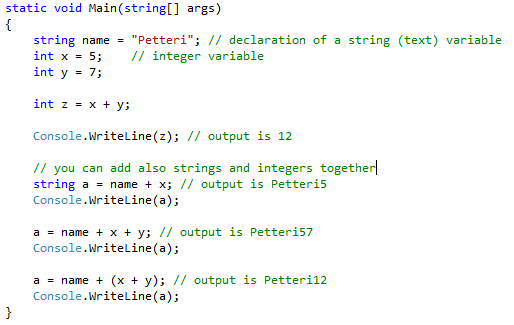 static void Main(string[] args)
{
    string name = "Petteri"; // declaration of a string (text) variable
    int x = 5;    // integer variable
    int y = 7;

    int z = x + y;

    Console.WriteLine(z); // output is 12

    // you can add also strings and integers together
    string a = name + x; // output is Petteri5
    Console.WriteLine(a);

    a = name + x + y; // output is Petteri57
    Console.WriteLine(a);

    a = name + (x + y); // output is Petteri12
    Console.WriteLine(a);
}